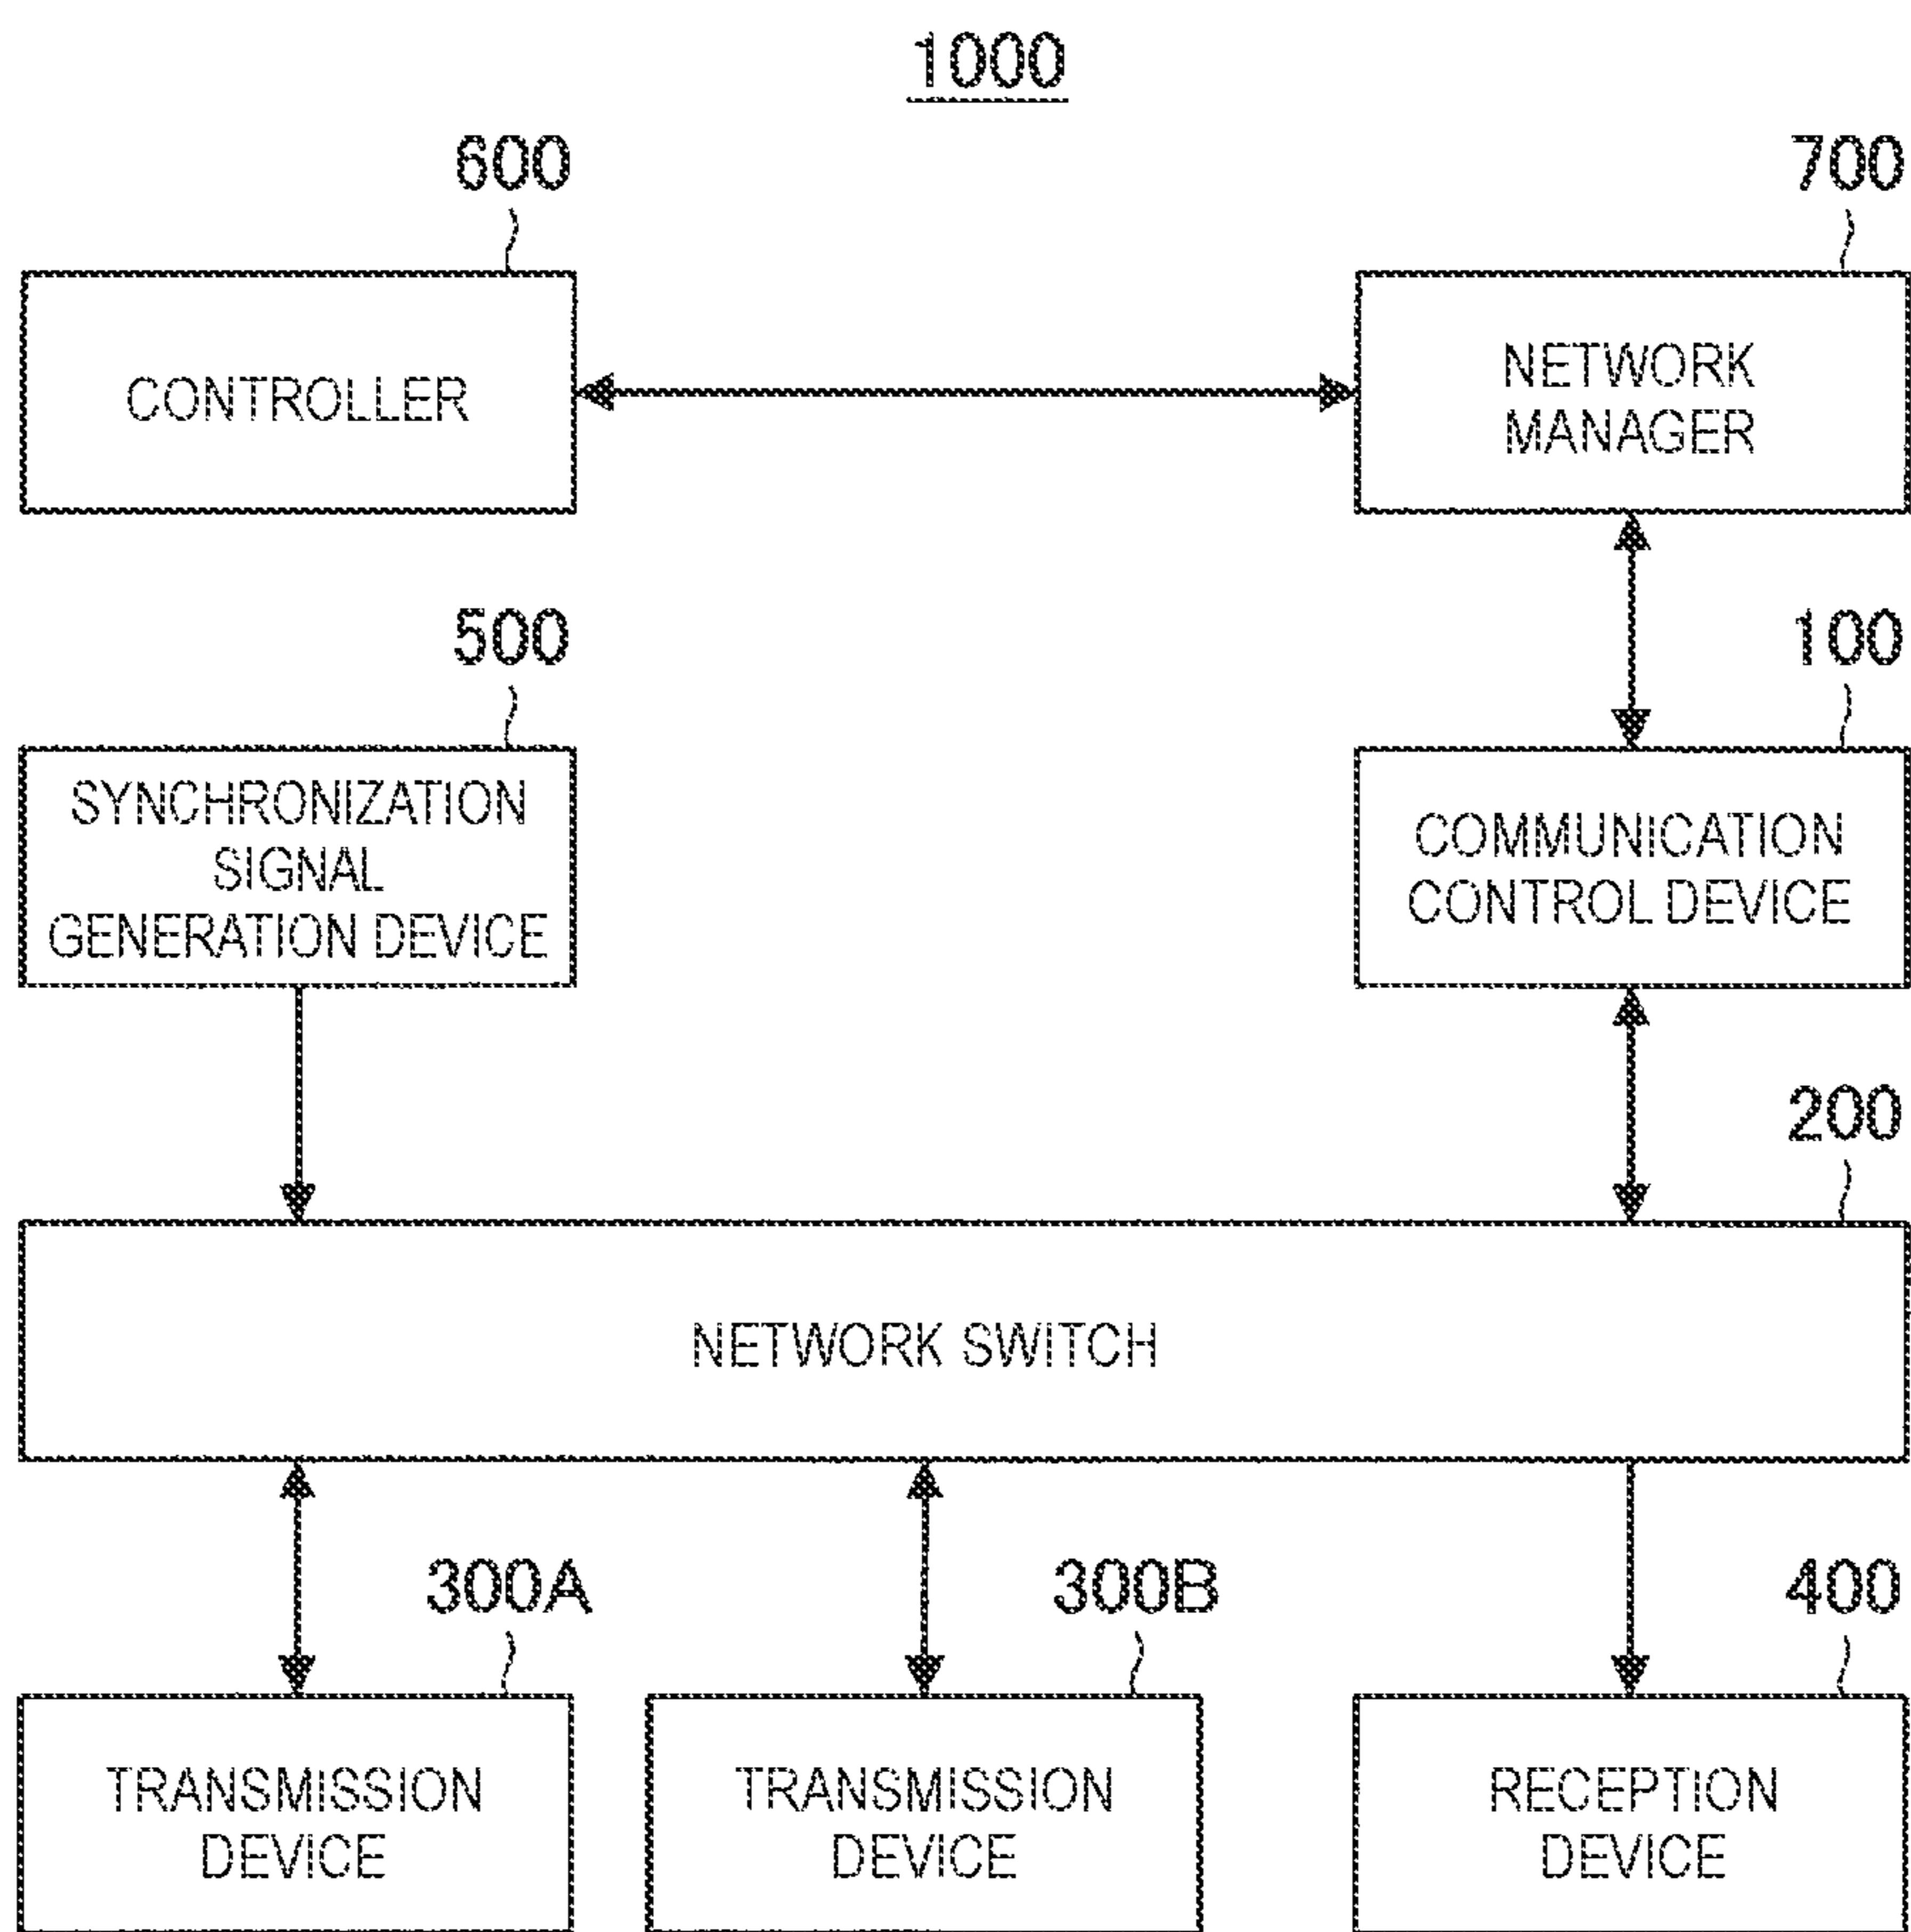 1000
600
700
CONTROLLER
NETWORK
MANAGER
500
100
SYNCHRONIZATION
SIGNAL
GENERATION DEVICE
COMMUNICATION
CONTROL DEVICE
200
NETWORK SWITCH
300A
300B
400
TRANSMISSION
DEVICE
TRANSMISSION
DEVICE
RECEPTION
DEVICE